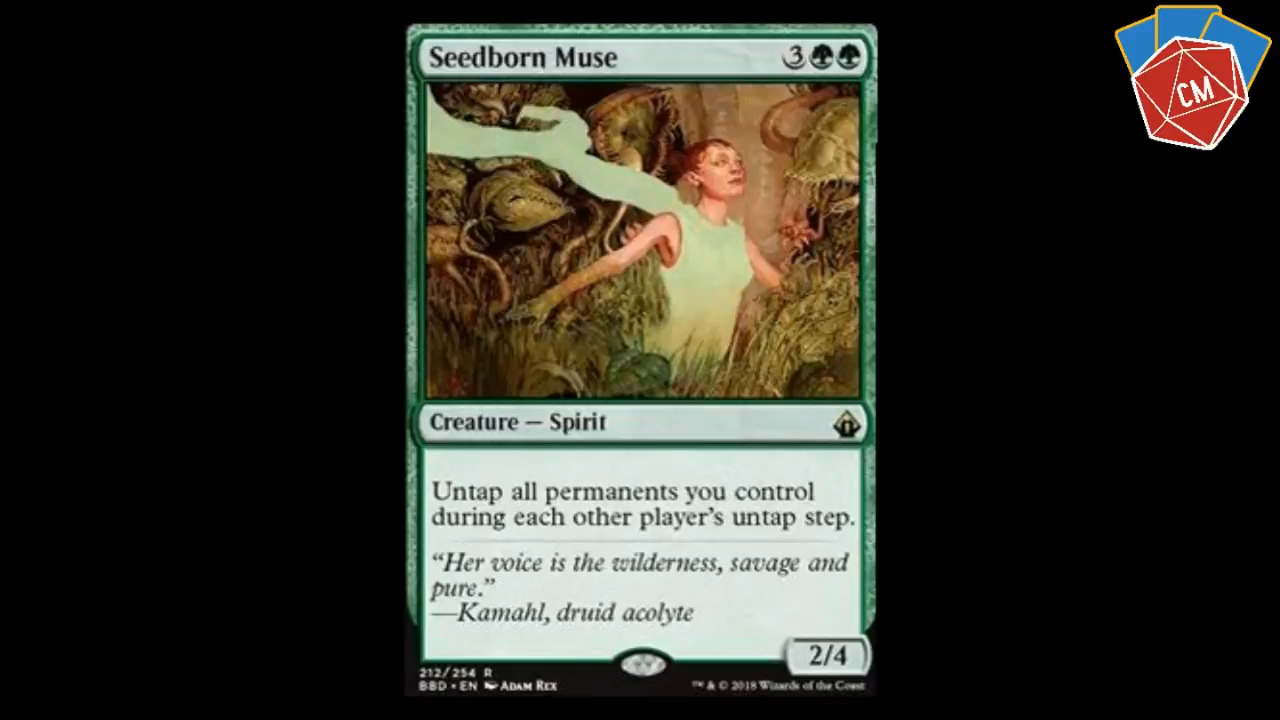 Seedborn Muse 3
CM
Creature — Spirit
Untap all permanents you control
during each other player's untap step.
“Her voice is the wilderness, savage and
pure.”
—Kamahl, druid acolyte
2/4
212/254 R
BBD • EN Adam Rex
™ & © 2018 Wizards of the Coast